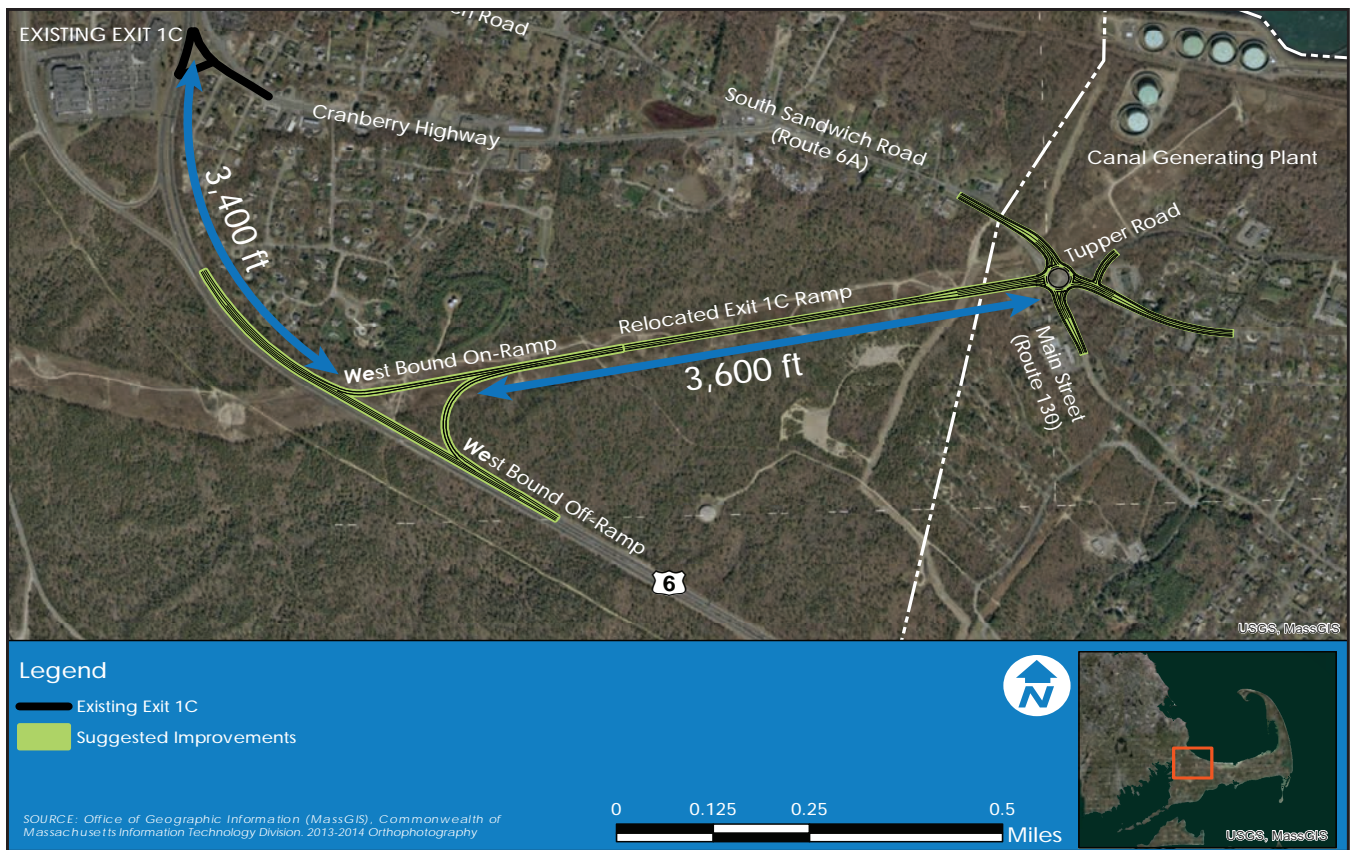 EXISTING EXIT 1C
Road
Cranberry Highway
South Sandwich Road
(Route 6A)
Canal Generating Plant
Tupper Road
3,400 ft
Relocated Exit 1C Ramp
West Bound On-Ramp
3,600 ft
Main Street
(Route 130)
West Bound Off-Ramp
6
USGS, MassGIS
Legend
Existing Exit 1C
Suggested Improvements
N
SOURCE: Office of Geographic Information (MassGIS), Commonwealth of
Massachusetts Information Technology Division. 2013-2014 Orthophotography
0 0.125 0.25 0.5
Miles
USGS, MassGIS